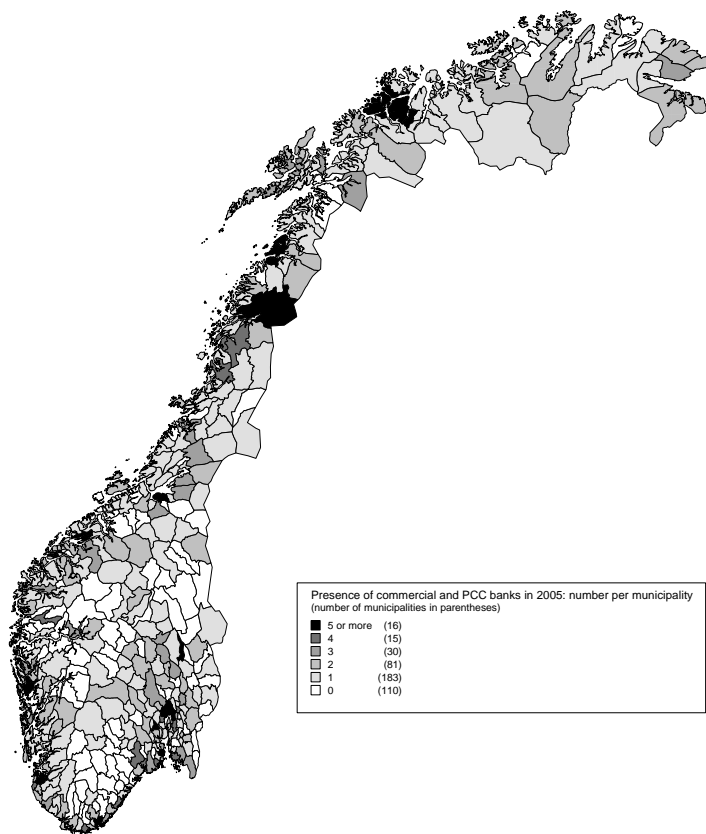 Presence of commercial and PCC banks in 2005: number per municipality
(number of municipalities in parentheses)
5 or more (16)
4 (15)
3 (30)
2 (81)
1 (183)
0 (110)